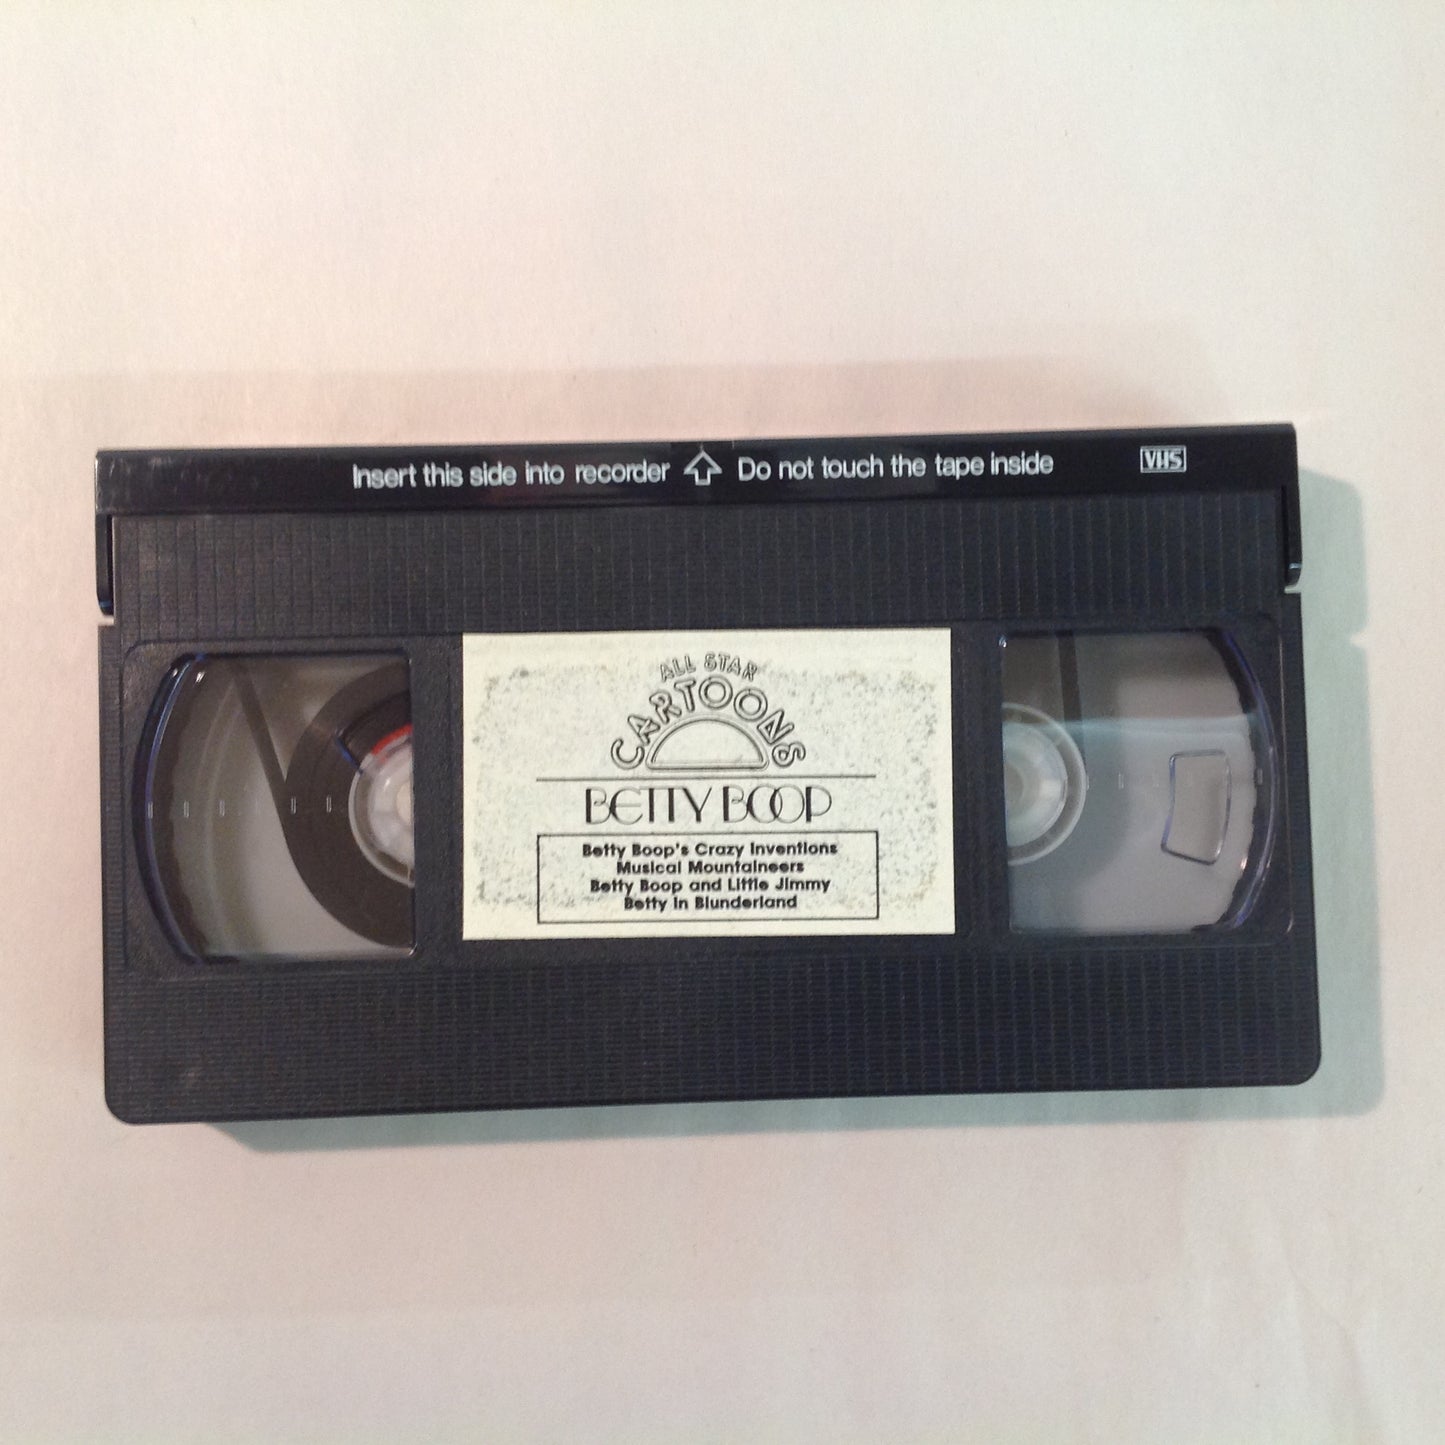 Insert this side into recorder Do not touch the tape inside VHS
ALL STAR
CARTOONS
BETTY BOOP
Betty Boop's Crazy Inventions
Musical Mountaineers
Betty Boop and Little Jimmy
Betty in Blunderland